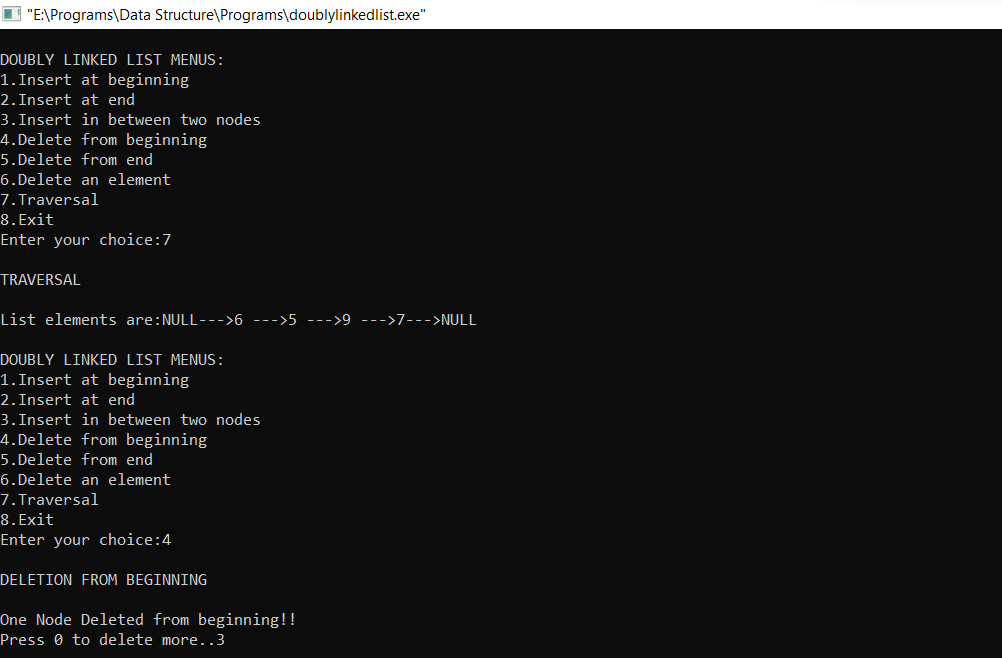 "E:\Programs\Data Structure\Programs\doublylinkedlist.exe"
DOUBLY LINKED LIST MENUS:
1.Insert at beginning
2.Insert at end
3.Insert in between two nodes
4.Delete from beginning
5.Delete from end
6.Delete an element
7.Traversal
8.Exit
Enter your choice:7
TRAVERSAL
List elements are:NULL--->6 --->5 --->9 --->7--->NULL
DOUBLY LINKED LIST MENUS:
1.Insert at beginning
2.Insert at end
3.Insert in between two nodes
4.Delete from beginning
5.Delete from end
6.Delete an element
7.Traversal
8.Exit
Enter your choice:4
DELETION FROM BEGINNING
One Node Deleted from beginning!!
Press 0 to delete more..3